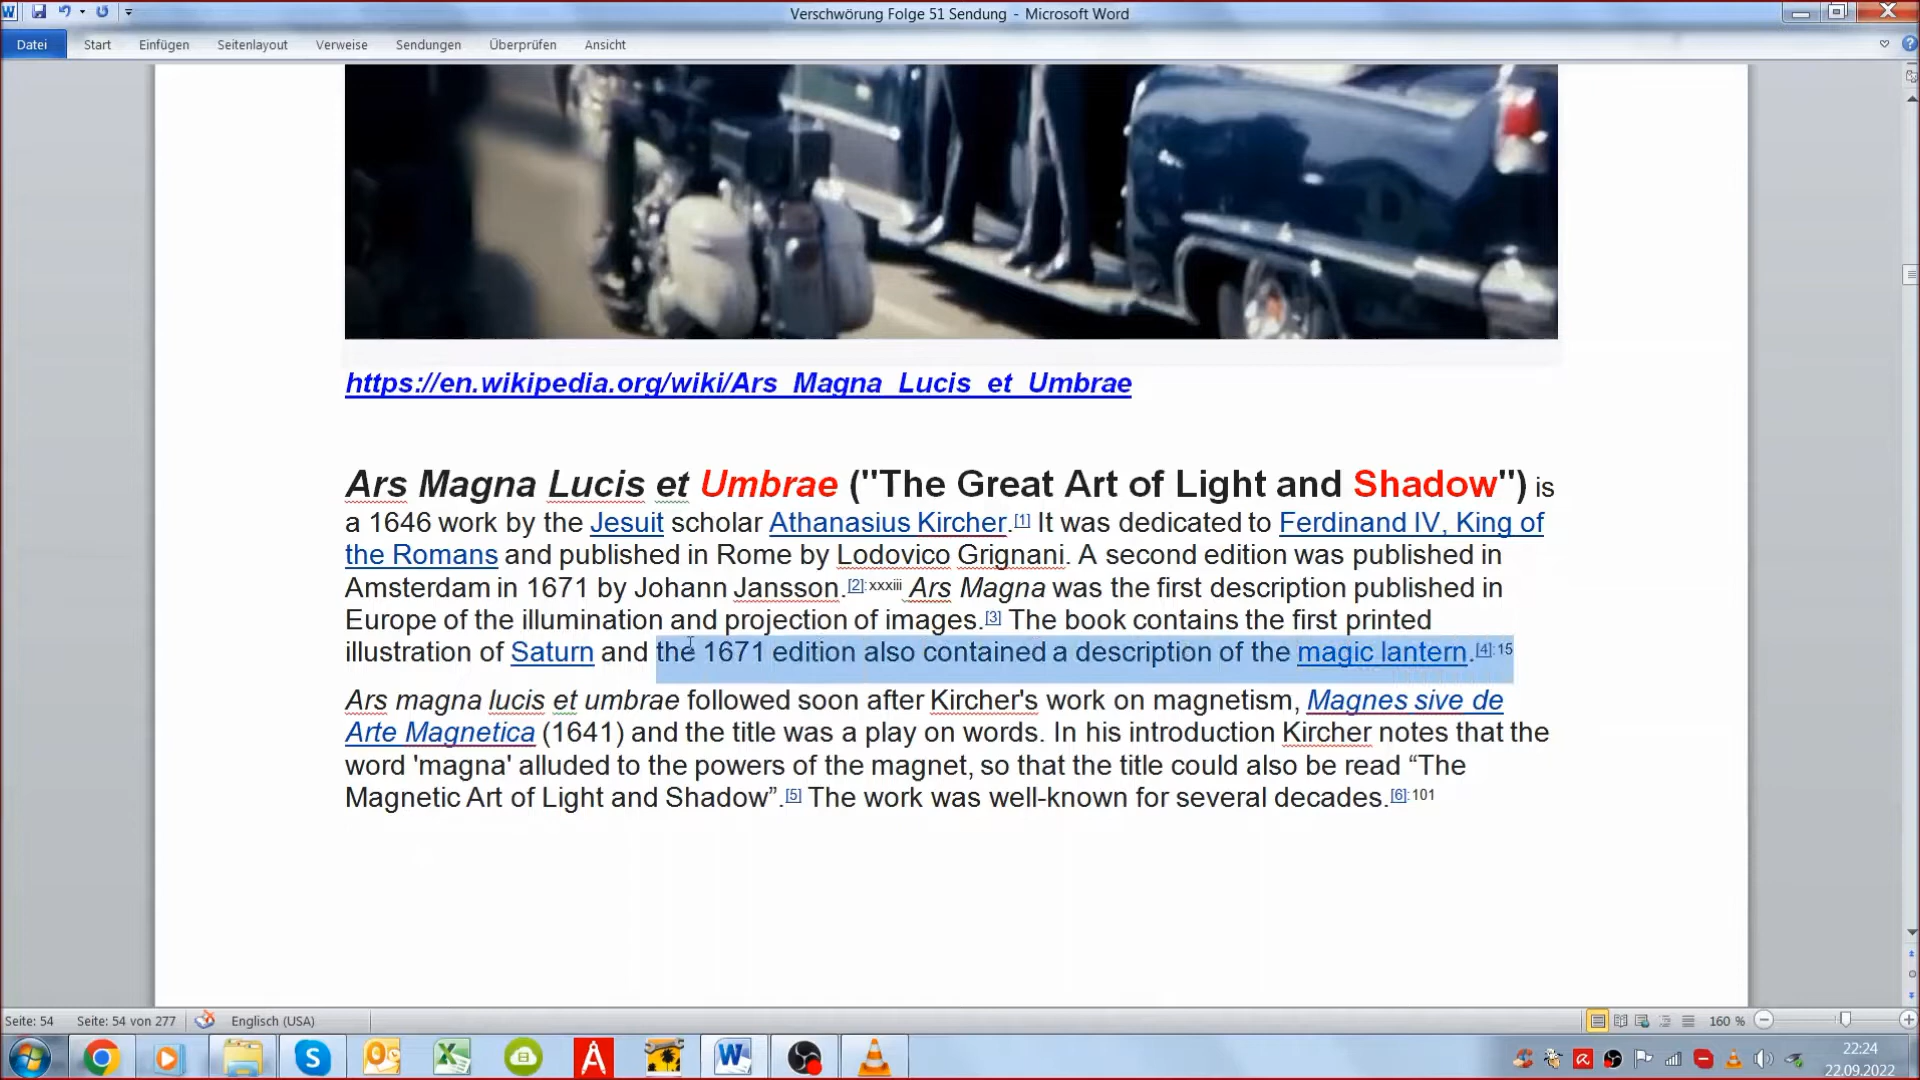 Verschwörung Folge 51 Sendung - Microsoft Word
Datei Start Einfügen Seitenlayout Verweise Sendungen Überprüfen Ansicht
https://en.wikipedia.org/wiki/Ars_Magna_Lucis_et_Umbrae
Ars Magna Lucis et Umbrae ("The Great Art of Light and Shadow") is
a 1646 work by the Jesuit scholar Athanasius Kircher.[1] It was dedicated to Ferdinand IV, King of
the Romans and published in Rome by Lodovico Grignani. A second edition was published in
Amsterdam in 1671 by Johann Jansson.[2]:xxxiii Ars Magna was the first description published in
Europe of the illumination and projection of images.[3] The book contains the first printed
illustration of Saturn and the 1671 edition also contained a description of the magic lantern.[4]:15
Ars magna lucis et umbrae followed soon after Kircher's work on magnetism, Magnes sive de
Arte Magnetica (1641) and the title was a play on words. In his introduction Kircher notes that the
word 'magna' alluded to the powers of the magnet, so that the title could also be read “The
Magnetic Art of Light and Shadow”.[5] The work was well-known for several decades.[6]:101
Seite: 54 Seite: 54 von 277 Englisch (USA) 160 %
22:24
22.09.2022